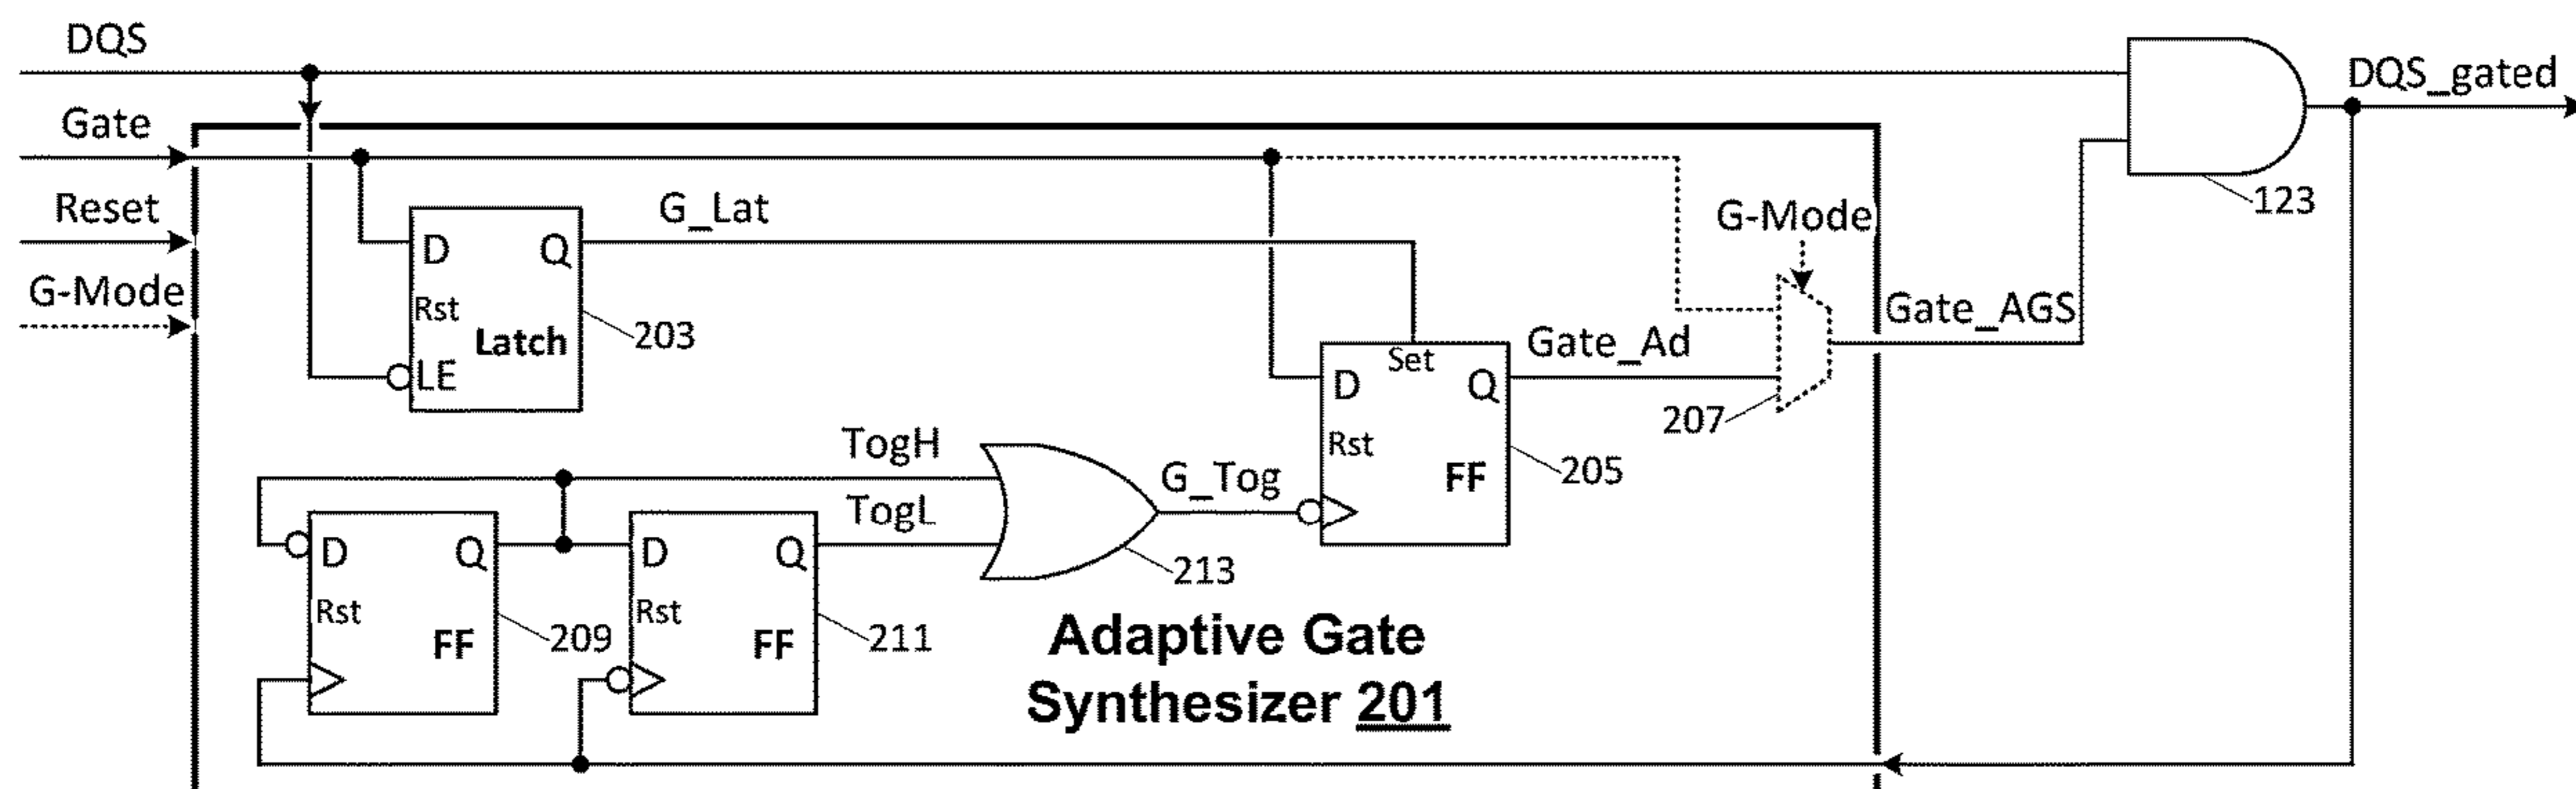 DQS
DQS_gated
Gate
123
Reset
G_Lat
G-Mode
D Q
G-Mode
Rst
Gate_AGS
Latch
203
Gate_Ad
Set
LE
D Q
207
TogH
Rst
G_Tog
FF
205
TogL
D Q
D Q
213
Rst
Rst
FF
209
FF
211
Adaptive Gate
Synthesizer 201